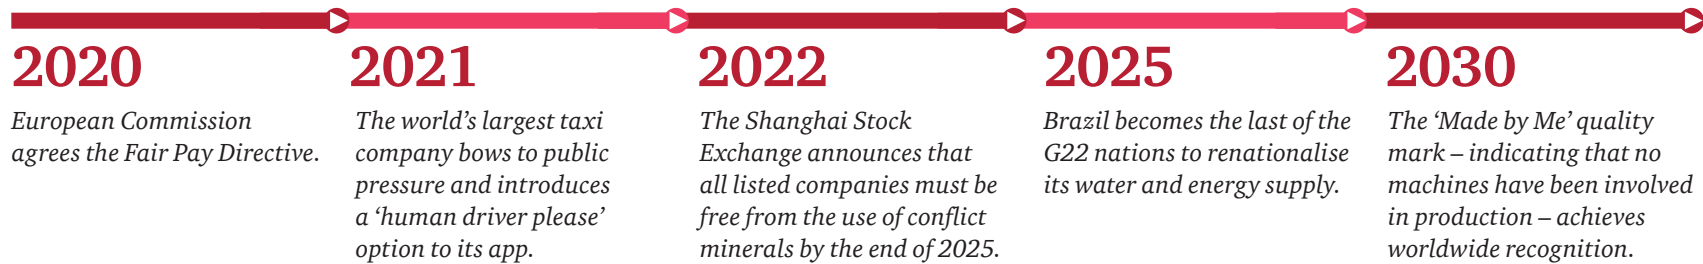 2020
European Commission
agrees the Fair Pay Directive.
2021
The world’s largest taxi
company bows to public
pressure and introduces
a ‘human driver please’
option to its app.
2022
The Shanghai Stock
Exchange announces that
all listed companies must be
free from the use of conflict
minerals by the end of 2025.
2025
Brazil becomes the last of the
G22 nations to renationalise
its water and energy supply.
2030
The ‘Made by Me’ quality
mark – indicating that no
machines have been involved
in production – achieves
worldwide recognition.